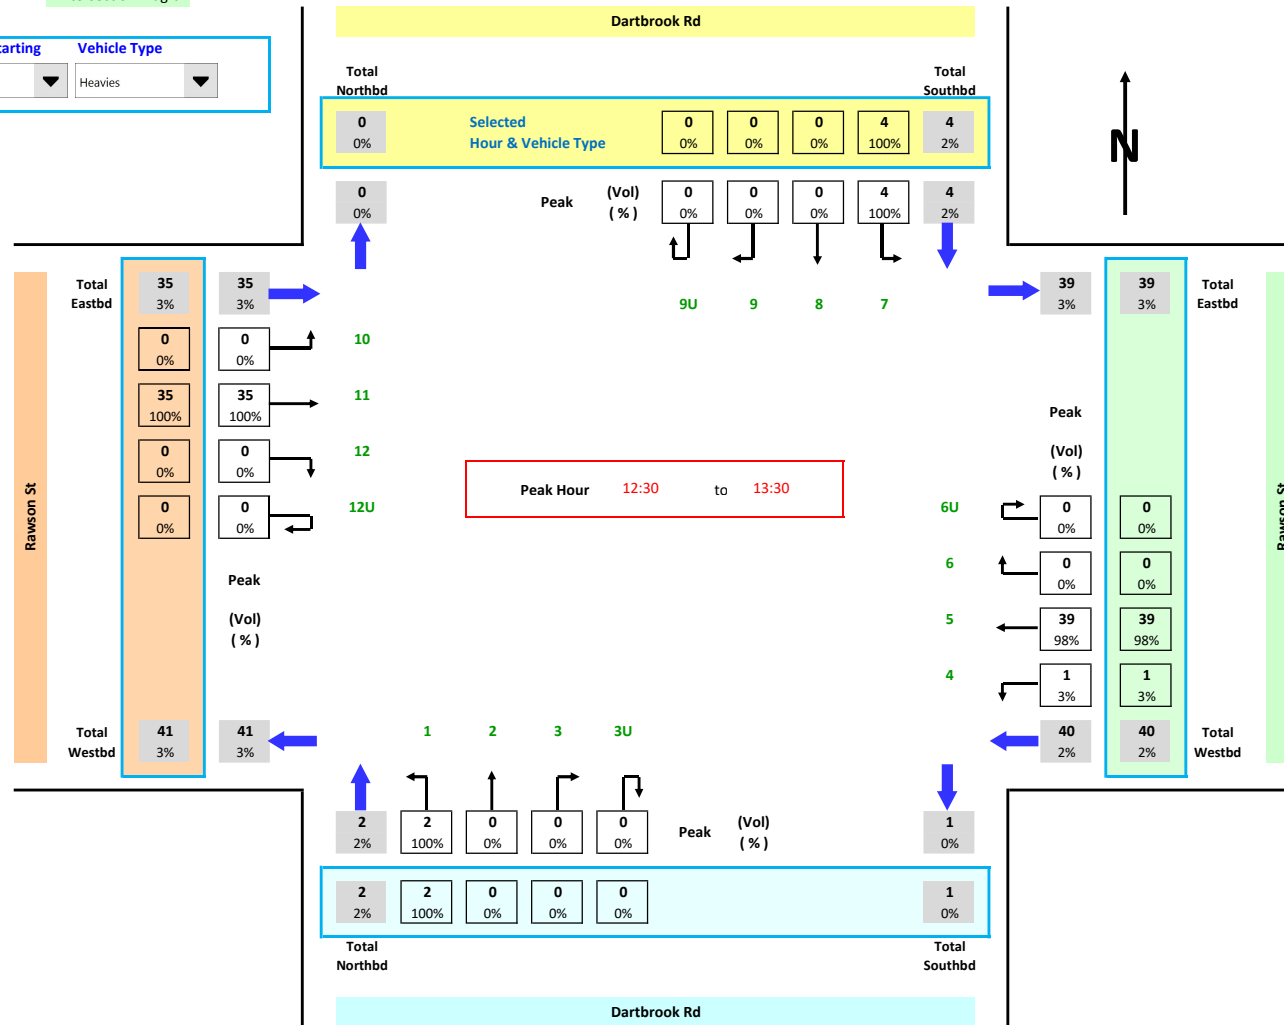 Dartbrook Rd
Vehicle Type
Heavies
Total
Northbd
Total
Southbd
0 Selected 0 0 0 4 4
0% Hour & Vehicle Type 0% 0% 0% 100% 2%
0 Peak (Vol) 0 0 0 4 4
0% ( % ) 0% 0% 0% 100% 2%
N
Total 35 35 39 39 Total
Eastbd 3% 3% 3% 3% Eastbd
9U 9 8 7
0 0 10
0% 0%
35 35 11
100% 100%
Peak
0 0 12
0% 0%
(Vol)
( % )
Peak Hour 12:30 to 13:30
0 0 12U
0% 0%
6U 0 0
0% 0%
Rawson St
Rawson St
6 0 0
0% 0%
Peak
(Vol)
( % )
5 39 39
98% 98%
4 1 1
3% 3%
Total 41 41 1 2 3 3U 40 40 Total
Westbd 3% 3% 2% 2% Westbd
2 2 0 0 0 Peak (Vol) 1
2% 100% 0% 0% 0% ( % ) 0%
2 2 0 0 0 1
2% 100% 0% 0% 0% 0%
Total
Northbd
Total
Southbd
Dartbrook Rd